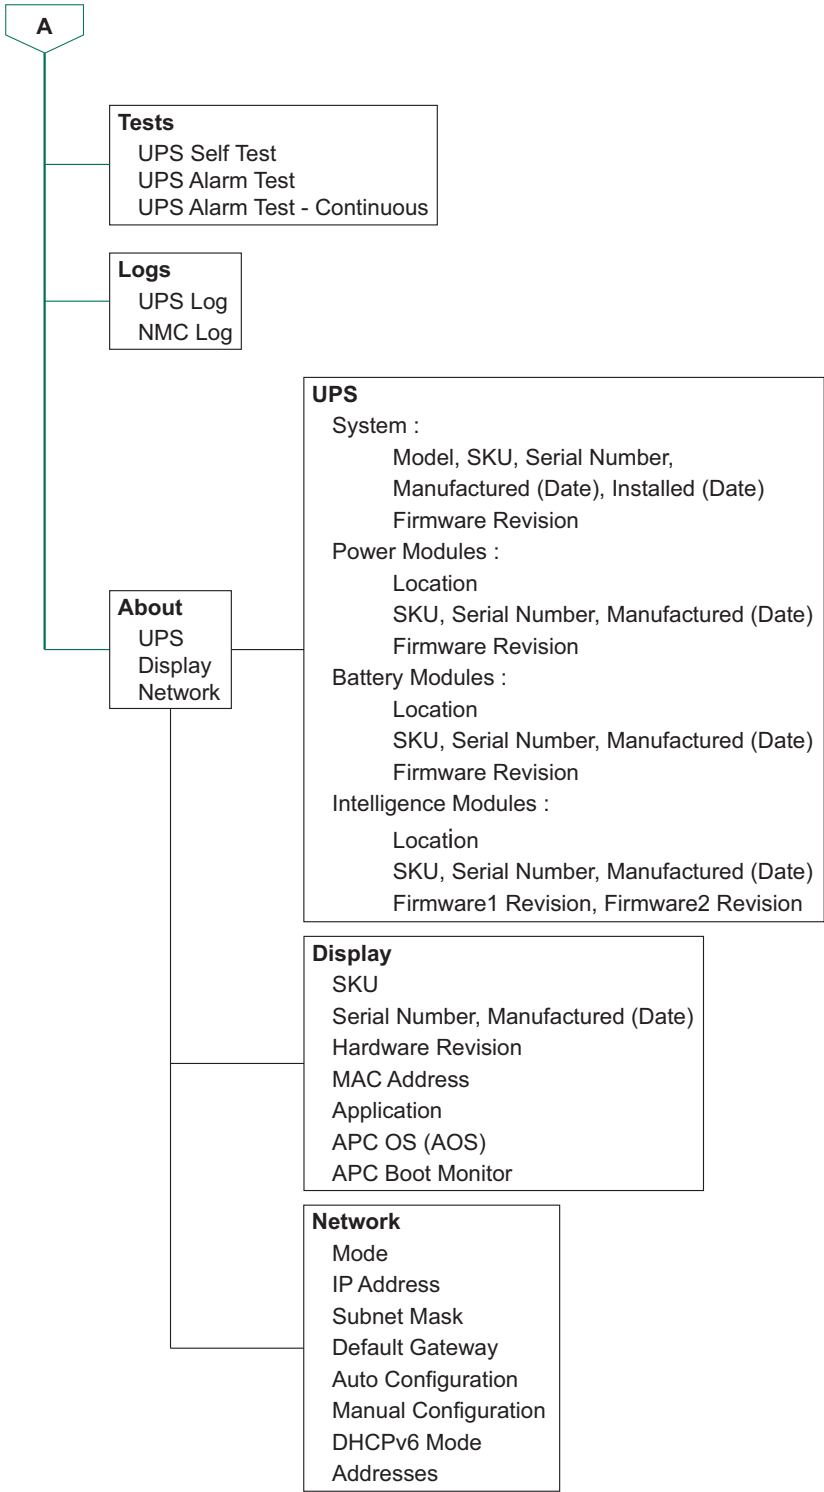 A
Tests
UPS Self Test
UPS Alarm Test
UPS Alarm Test - Continuous
Logs
UPS Log
NMC Log
About
UPS
Display
Network
UPS
System :
Model, SKU, Serial Number,
Manufactured (Date), Installed (Date)
Firmware Revision
Power Modules :
Location
SKU, Serial Number, Manufactured (Date)
Firmware Revision
Battery Modules :
Location
SKU, Serial Number, Manufactured (Date)
Firmware Revision
Intelligence Modules :
Location
SKU, Serial Number, Manufactured (Date)
Firmware1 Revision, Firmware2 Revision
Display
SKU
Serial Number, Manufactured (Date)
Hardware Revision
MAC Address
Application
APC OS (AOS)
APC Boot Monitor
Network
Mode
IP Address
Subnet Mask
Default Gateway
Auto Configuration
Manual Configuration
DHCPv6 Mode
Addresses